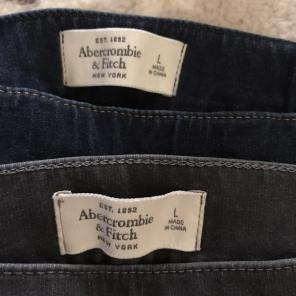 EST. 1892
Abercrombie
& Fitch
NEW YORK
L
MADE
IN CHINA
EST. 1892
Abercrombie
& Fitch
NEW YORK
L
MADE
IN CHINA